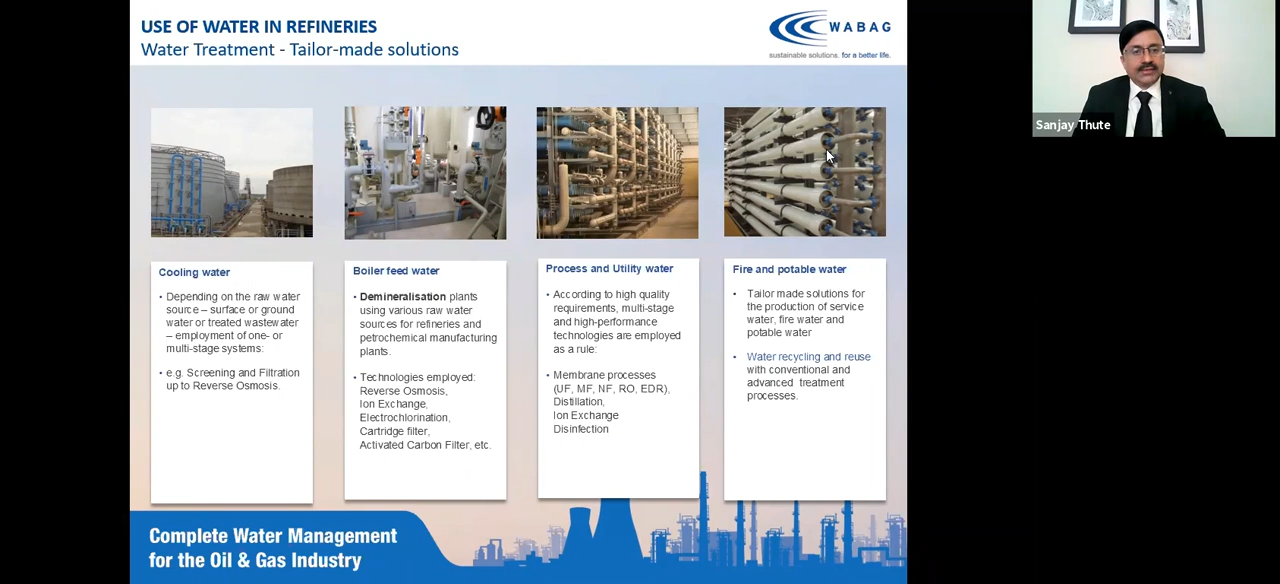 USE OF WATER IN REFINERIES
Water Treatment - Tailor-made solutions
WABAG
sustainable solutions. for a better life.
Sanjay Thute
Cooling water
• Depending on the raw water
source – surface or ground
water or treated wastewater
– employment of one- or
multi-stage systems:
• e.g. Screening and Filtration
up to Reverse Osmosis.
Boiler feed water
• Demineralisation plants
using various raw water
sources for refineries and
petrochemical manufacturing
plants.
• Technologies employed:
Reverse Osmosis,
Ion Exchange,
Electrochlorination,
Cartridge filter,
Activated Carbon Filter, etc.
Process and Utility water
• According to high quality
requirements, multi-stage
and high-performance
technologies are employed
as a rule:
• Membrane processes
(UF, MF, NF, RO, EDR),
Distillation,
Ion Exchange
Disinfection
Fire and potable water
• Tailor made solutions for
the production of service
water, fire water and
potable water
• Water recycling and reuse
with conventional and
advanced treatment
processes.
Complete Water Management
for the Oil & Gas Industry